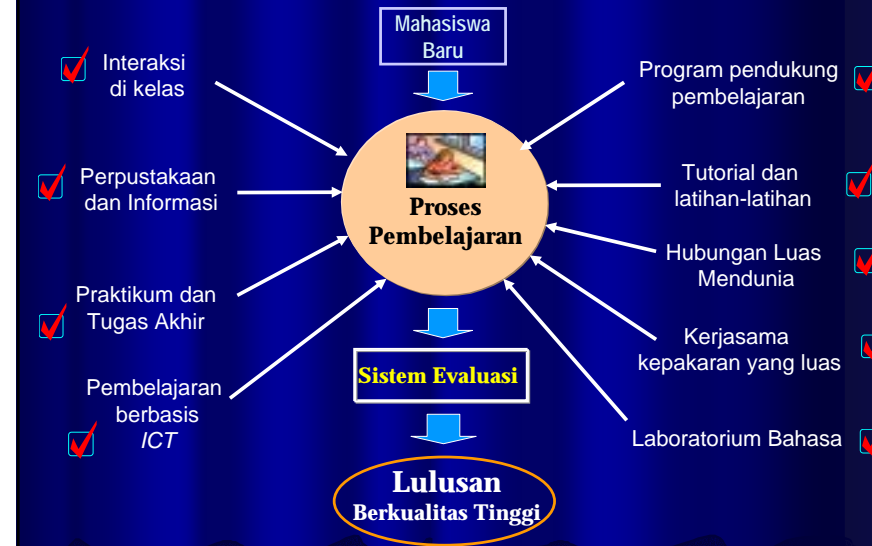 Mahasiswa
Baru
Interaksi
di kelas
Perpustakaan
dan Informasi
Praktikum dan
Tugas Akhir
Pembelajaran
berbasis
ICT
Proses
Pembelajaran
Program pendukung
pembelajaran
Tutorial dan
latihan-latihan
Hubungan Luas
Mendunia
Kerjasama
kepakaran yang luas
Laboratorium Bahasa
Sistem Evaluasi
Lulusan
Berkualitas Tinggi